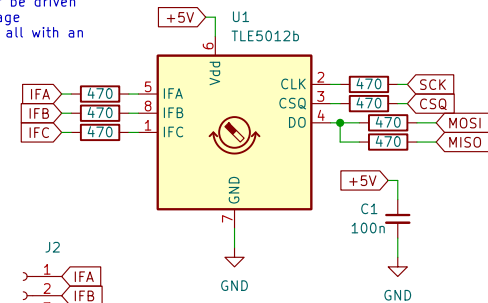 be driven
age
all with an
+5V
U1
TLE5012b
6
Vdd
IFA 470 5 IFA
IFB 470 8 IFB
IFC 470 1 IFC
CLK 2 470 SCK
CSQ 3 470 CSQ
DO 4 470 MOSI
470 MISO
GND
7
GND
+5V
C1
100n
GND
J2
1 IFA
2 IFB